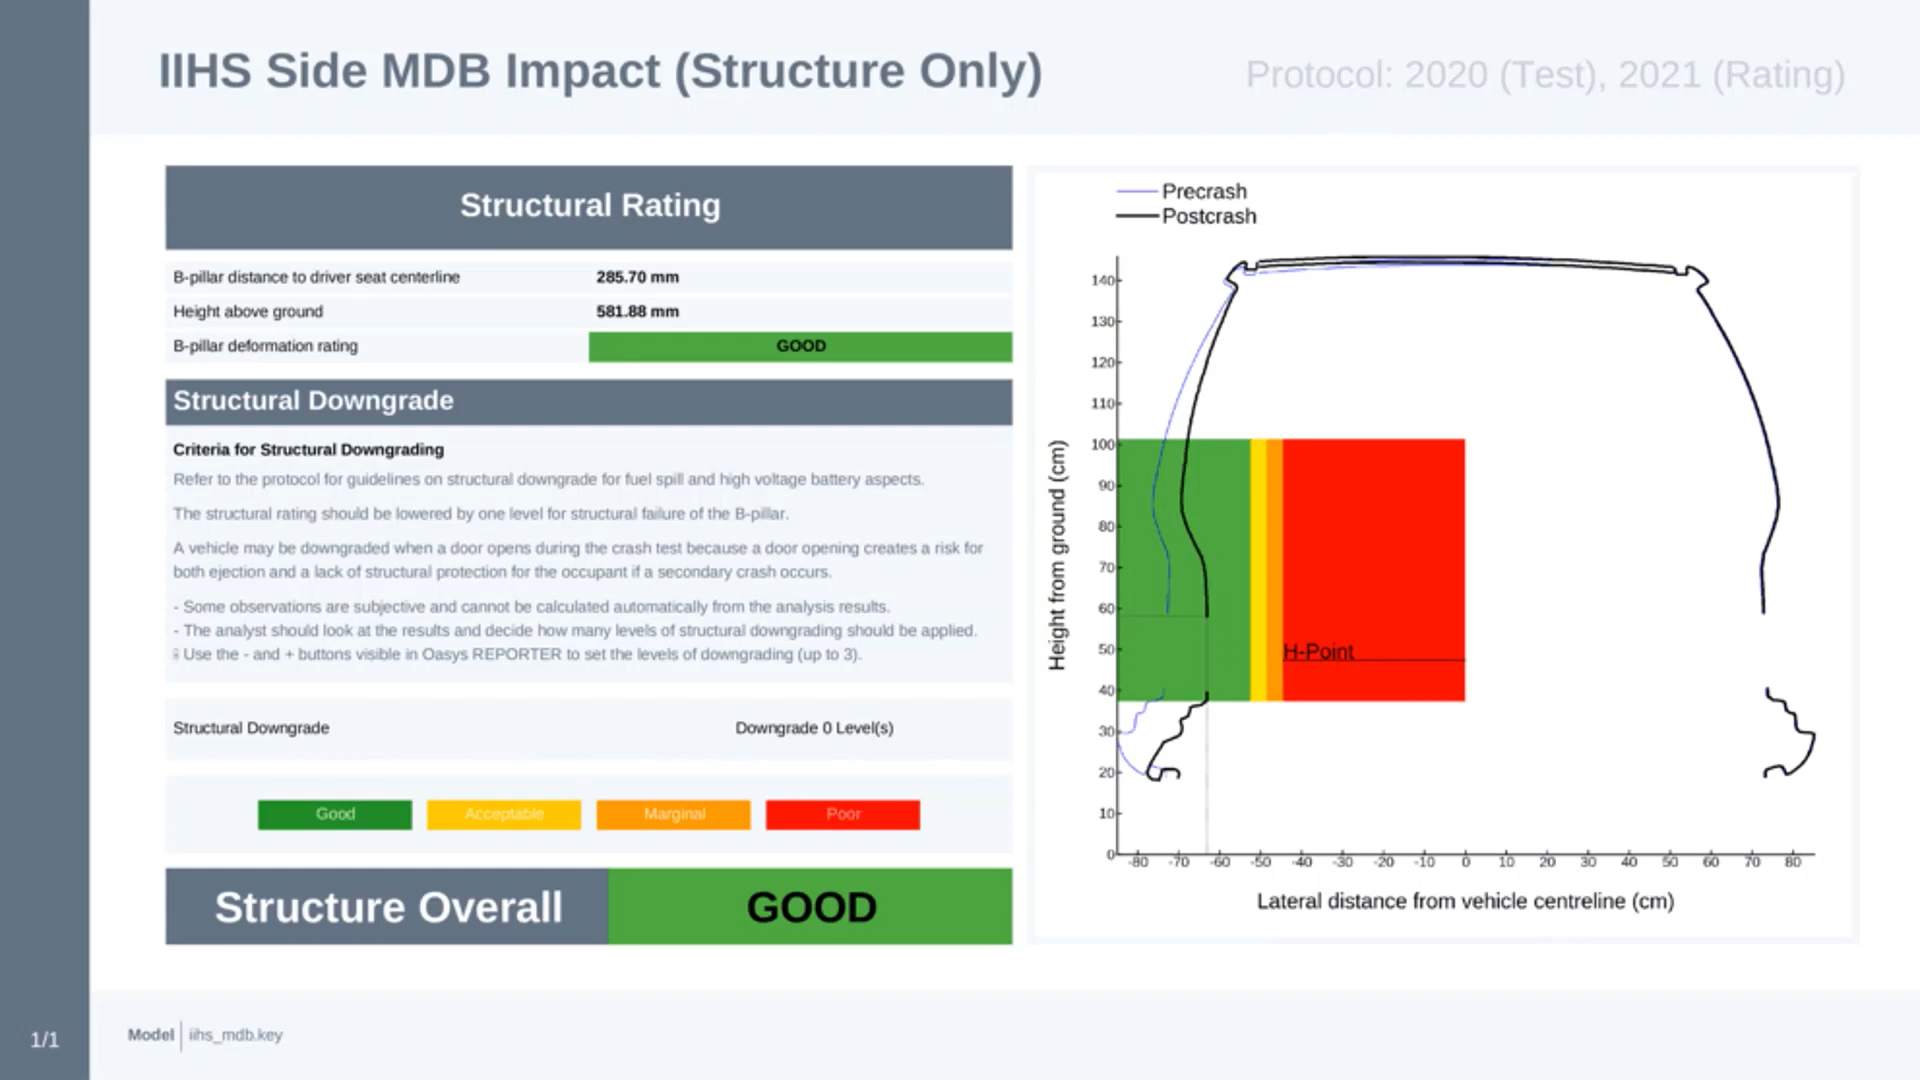 IIHS Side MDB Impact (Structure Only)
Protocol: 2020 (Test), 2021 (Rating)
Structural Rating
B-pillar distance to driver seat centerline 285.70 mm
Height above ground 581.88 mm
B-pillar deformation rating GOOD
Structural Downgrade
Criteria for Structural Downgrading
Refer to the protocol for guidelines on structural downgrade for fuel spill and high voltage battery aspects.
The structural rating should be lowered by one level for structural failure of the B-pillar.
A vehicle may be downgraded when a door opens during the crash test because a door opening creates a risk for
both ejection and a lack of structural protection for the occupant if a secondary crash occurs.
- Some observations are subjective and cannot be calculated automatically from the analysis results.
- The analyst should look at the results and decide how many levels of structural downgrading should be applied.
Use the - and + buttons visible in Oasys REPORTER to set the levels of downgrading (up to 3).
Structural Downgrade Downgrade 0 Level(s)
Good Acceptable Marginal Poor
Structure Overall GOOD
Precrash
Postcrash
Height from ground (cm)
140
130
120
110
100
90
80
70
60
50
40
30
20
10
0
H-Point
-80 -70 -60 -50 -40 -30 -20 -10 0 10 20 30 40 50 60 70 80
Lateral distance from vehicle centreline (cm)
1/1
Model iihs_mdb.key